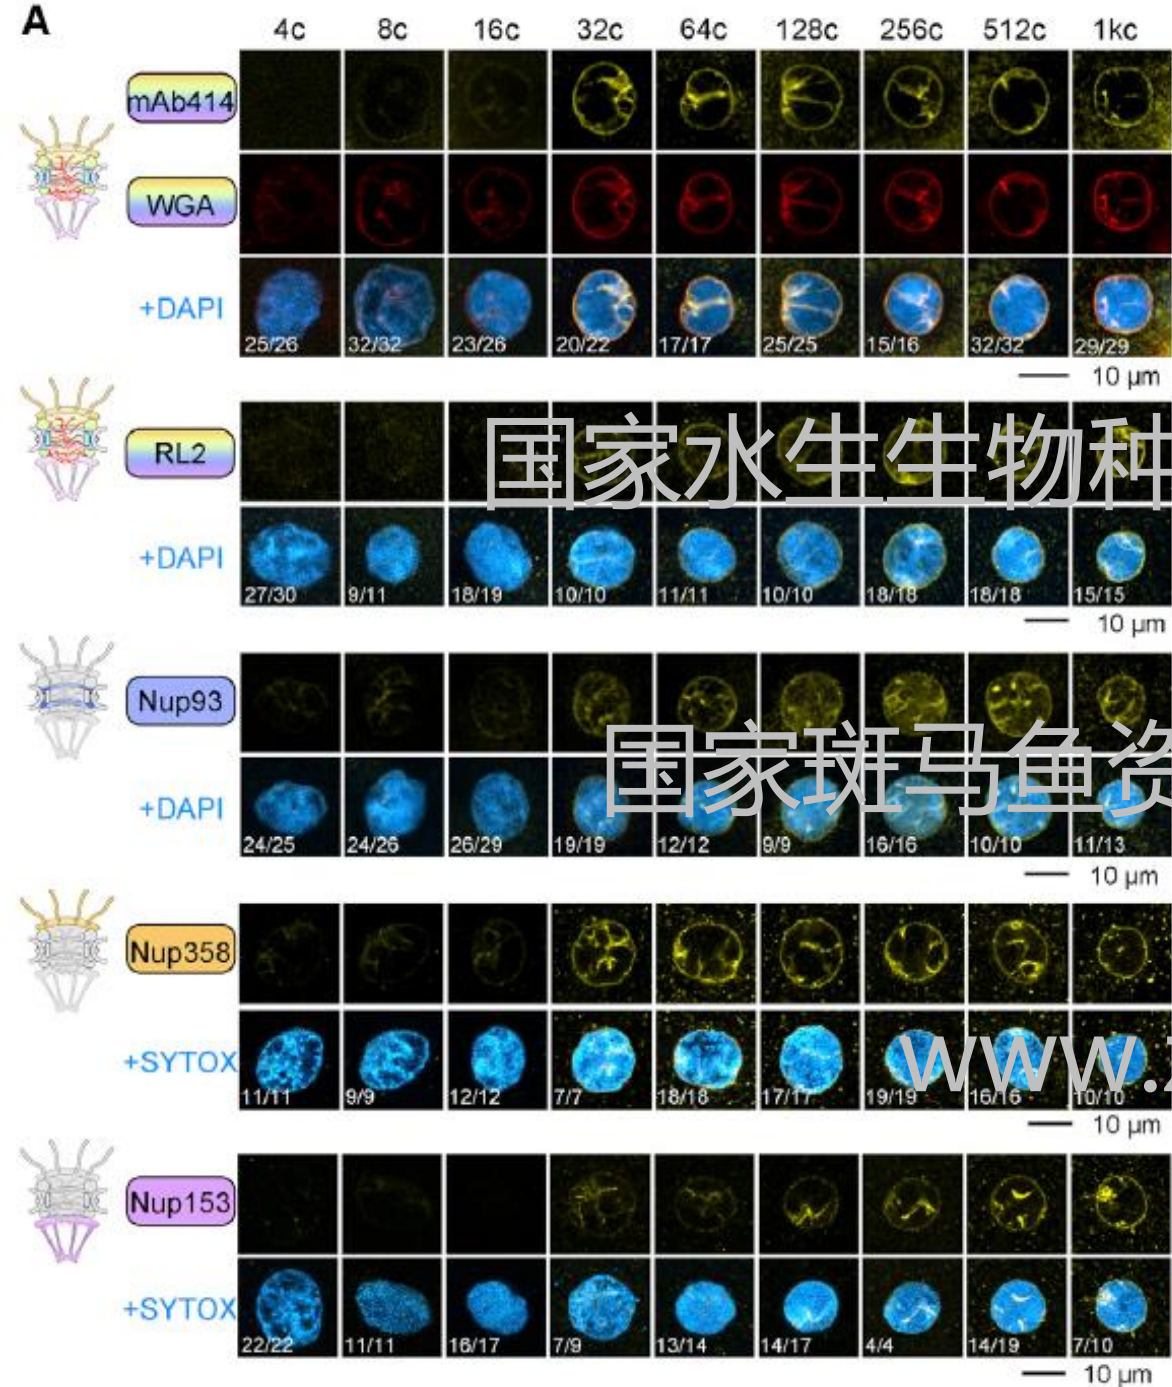 A
4c 8c 16c 32c 64c 128c 256c 512c 1kc
mAb414
WGA
+DAPI
25/26 32/32 23/26 20/22 17/17 25/25 15/16 32/32 29/29
10 µm
RL2
国家水生生物种
+DAPI
27/30 9/11 18/19 10/10 11/11 10/10 18/18 18/18 15/15
10 µm
Nup93
国家斑马鱼资
+DAPI
24/25 24/26 26/29 19/19 12/12 9/9 16/16 10/10 11/13
10 µm
Nup358
+SYTOX
www.z
11/11 9/9 12/12 7/7 18/18 17/17 19/19 16/16 10/10
10 µm
Nup153
+SYTOX
22/22 11/11 16/17 7/9 13/14 14/17 4/4 14/19 7/10
10 µm